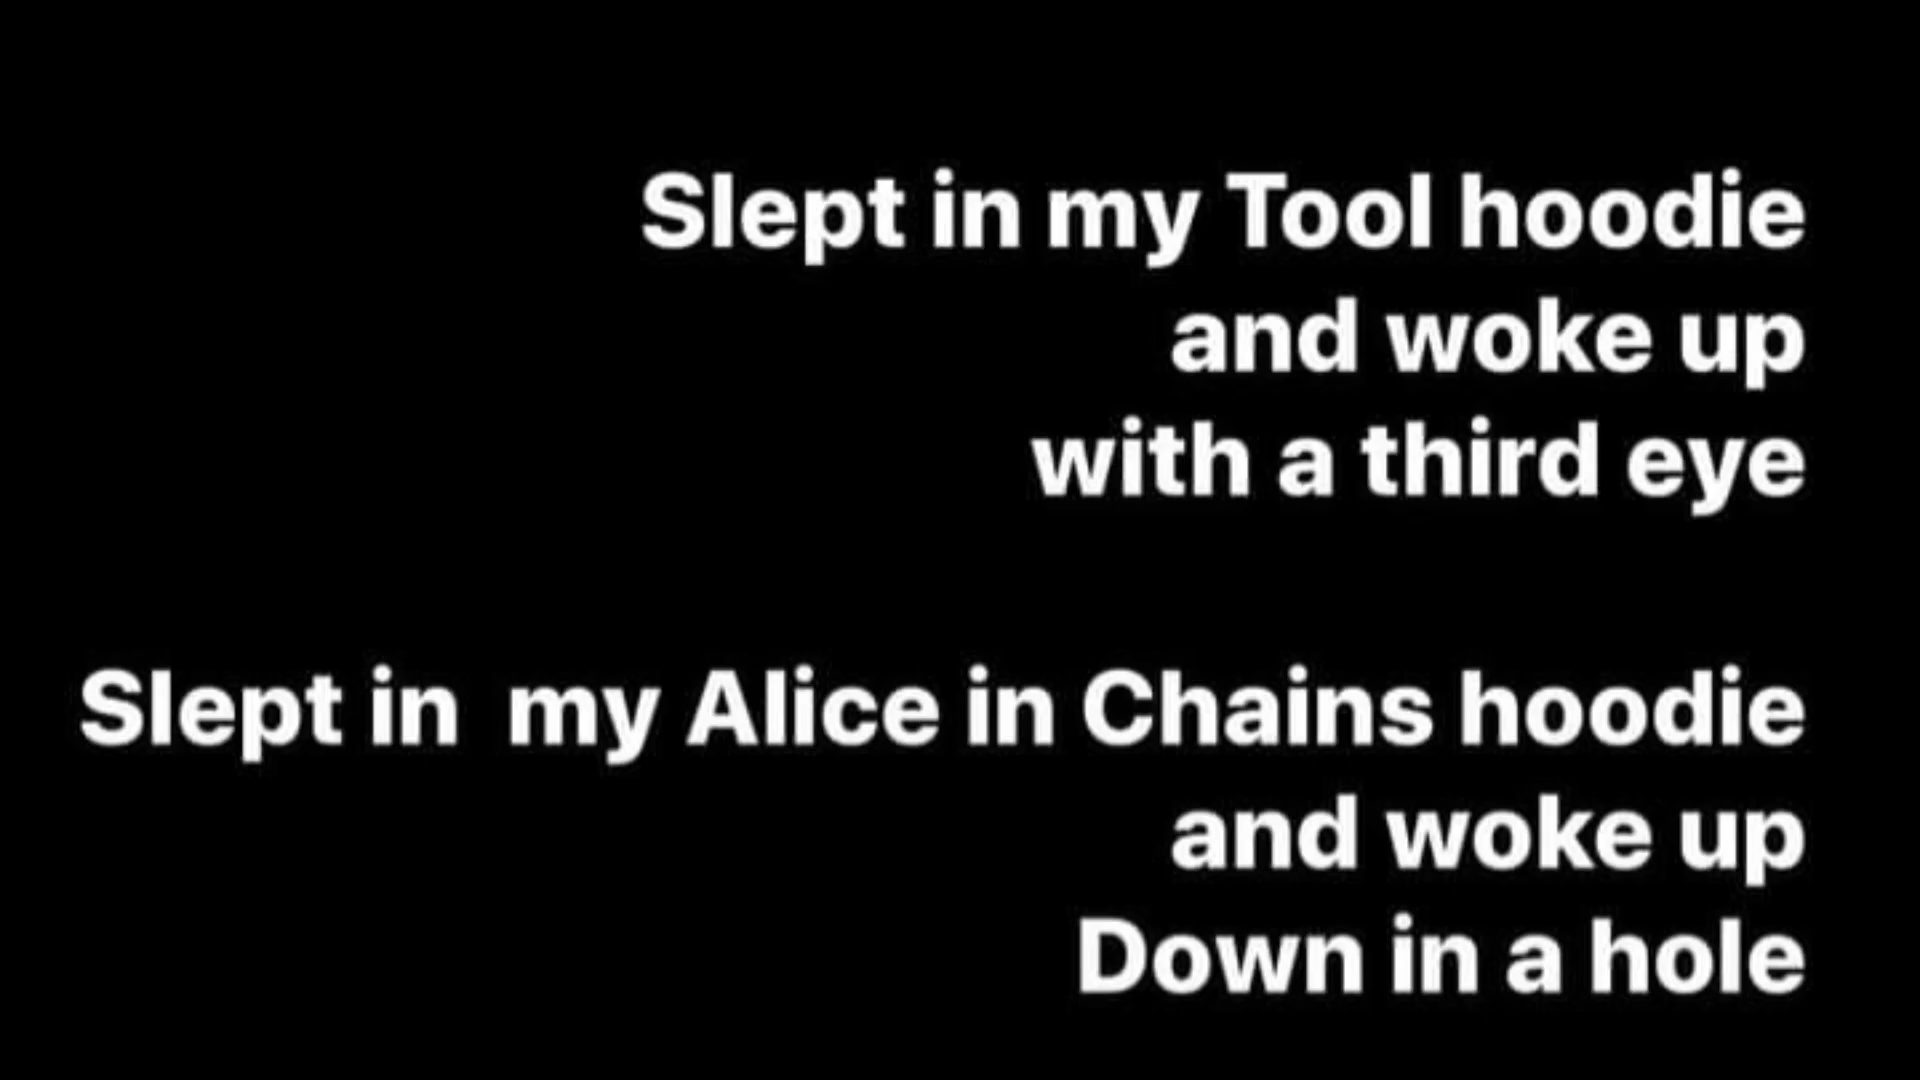 Slept in my Tool hoodie
and woke up
with a third eye
Slept in  my Alice in Chains hoodie
and woke up
Down in a hole